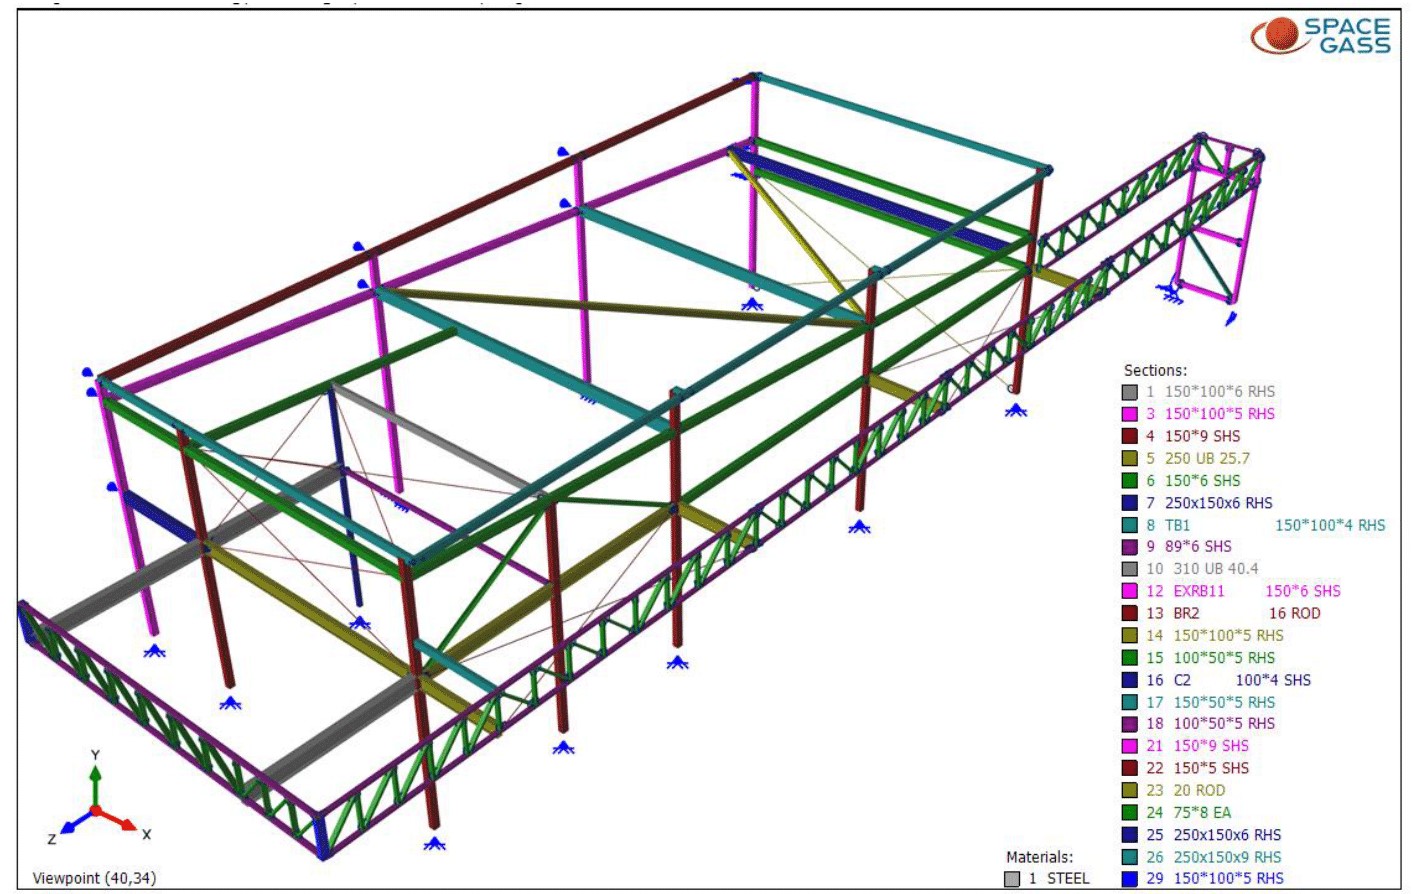 SPACE
GASS
Sections:
1 150*100*6 RHS
3 150*100*5 RHS
4 150*9 SHS
5 250 UB 25.7
6 150*6 SHS
7 250x150x6 RHS
8 TB1 150*100*4 RHS
9 89*6 SHS
10 310 UB 40.4
12 EXRB11 150*6 SHS
13 BR2 16 ROD
14 150*100*5 RHS
15 100*50*5 RHS
16 C2 100*4 SHS
17 150*50*5 RHS
18 100*50*5 RHS
21 150*9 SHS
22 150*5 SHS
23 20 ROD
24 75*8 EA
25 250x150x6 RHS
26 250x150x9 RHS
29 150*100*5 RHS
Materials:
1 STEEL
Y
Z
X
Viewpoint (40,34)